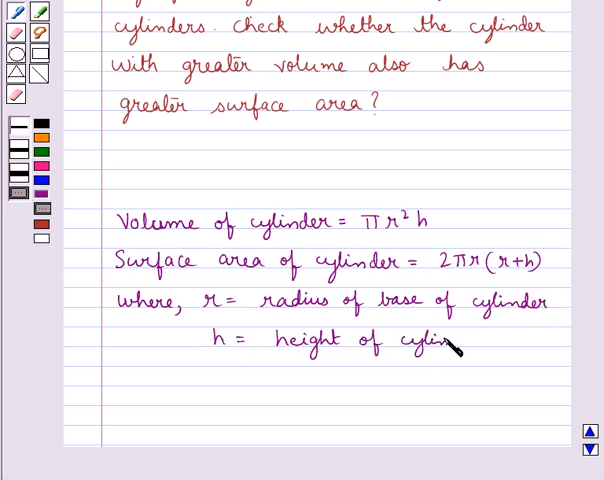 cylinders. Check whether the cylinder
with greater volume also has
greater surface area?
Volume of cylinder = πr²h
Surface area of cylinder = 2πr(r+h)
where, r = radius of base of cylinder
h = height of cylin